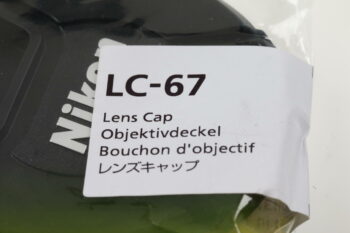 Nikon
LC-67
Lens Cap
Objektivdeckel
Bouchon d'objectif
レンズキャップ